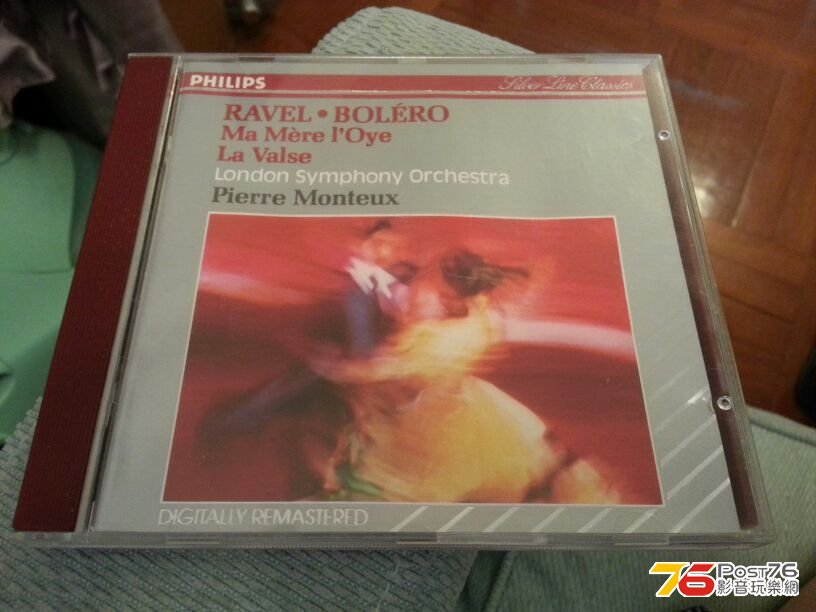 PHILIPS
Silver Line Classics
RAVEL • BOLÉRO
Ma Mère l'Oye
La Valse
London Symphony Orchestra
Pierre Monteux
DIGITALLY REMASTERED
76 Post76
影音玩樂網